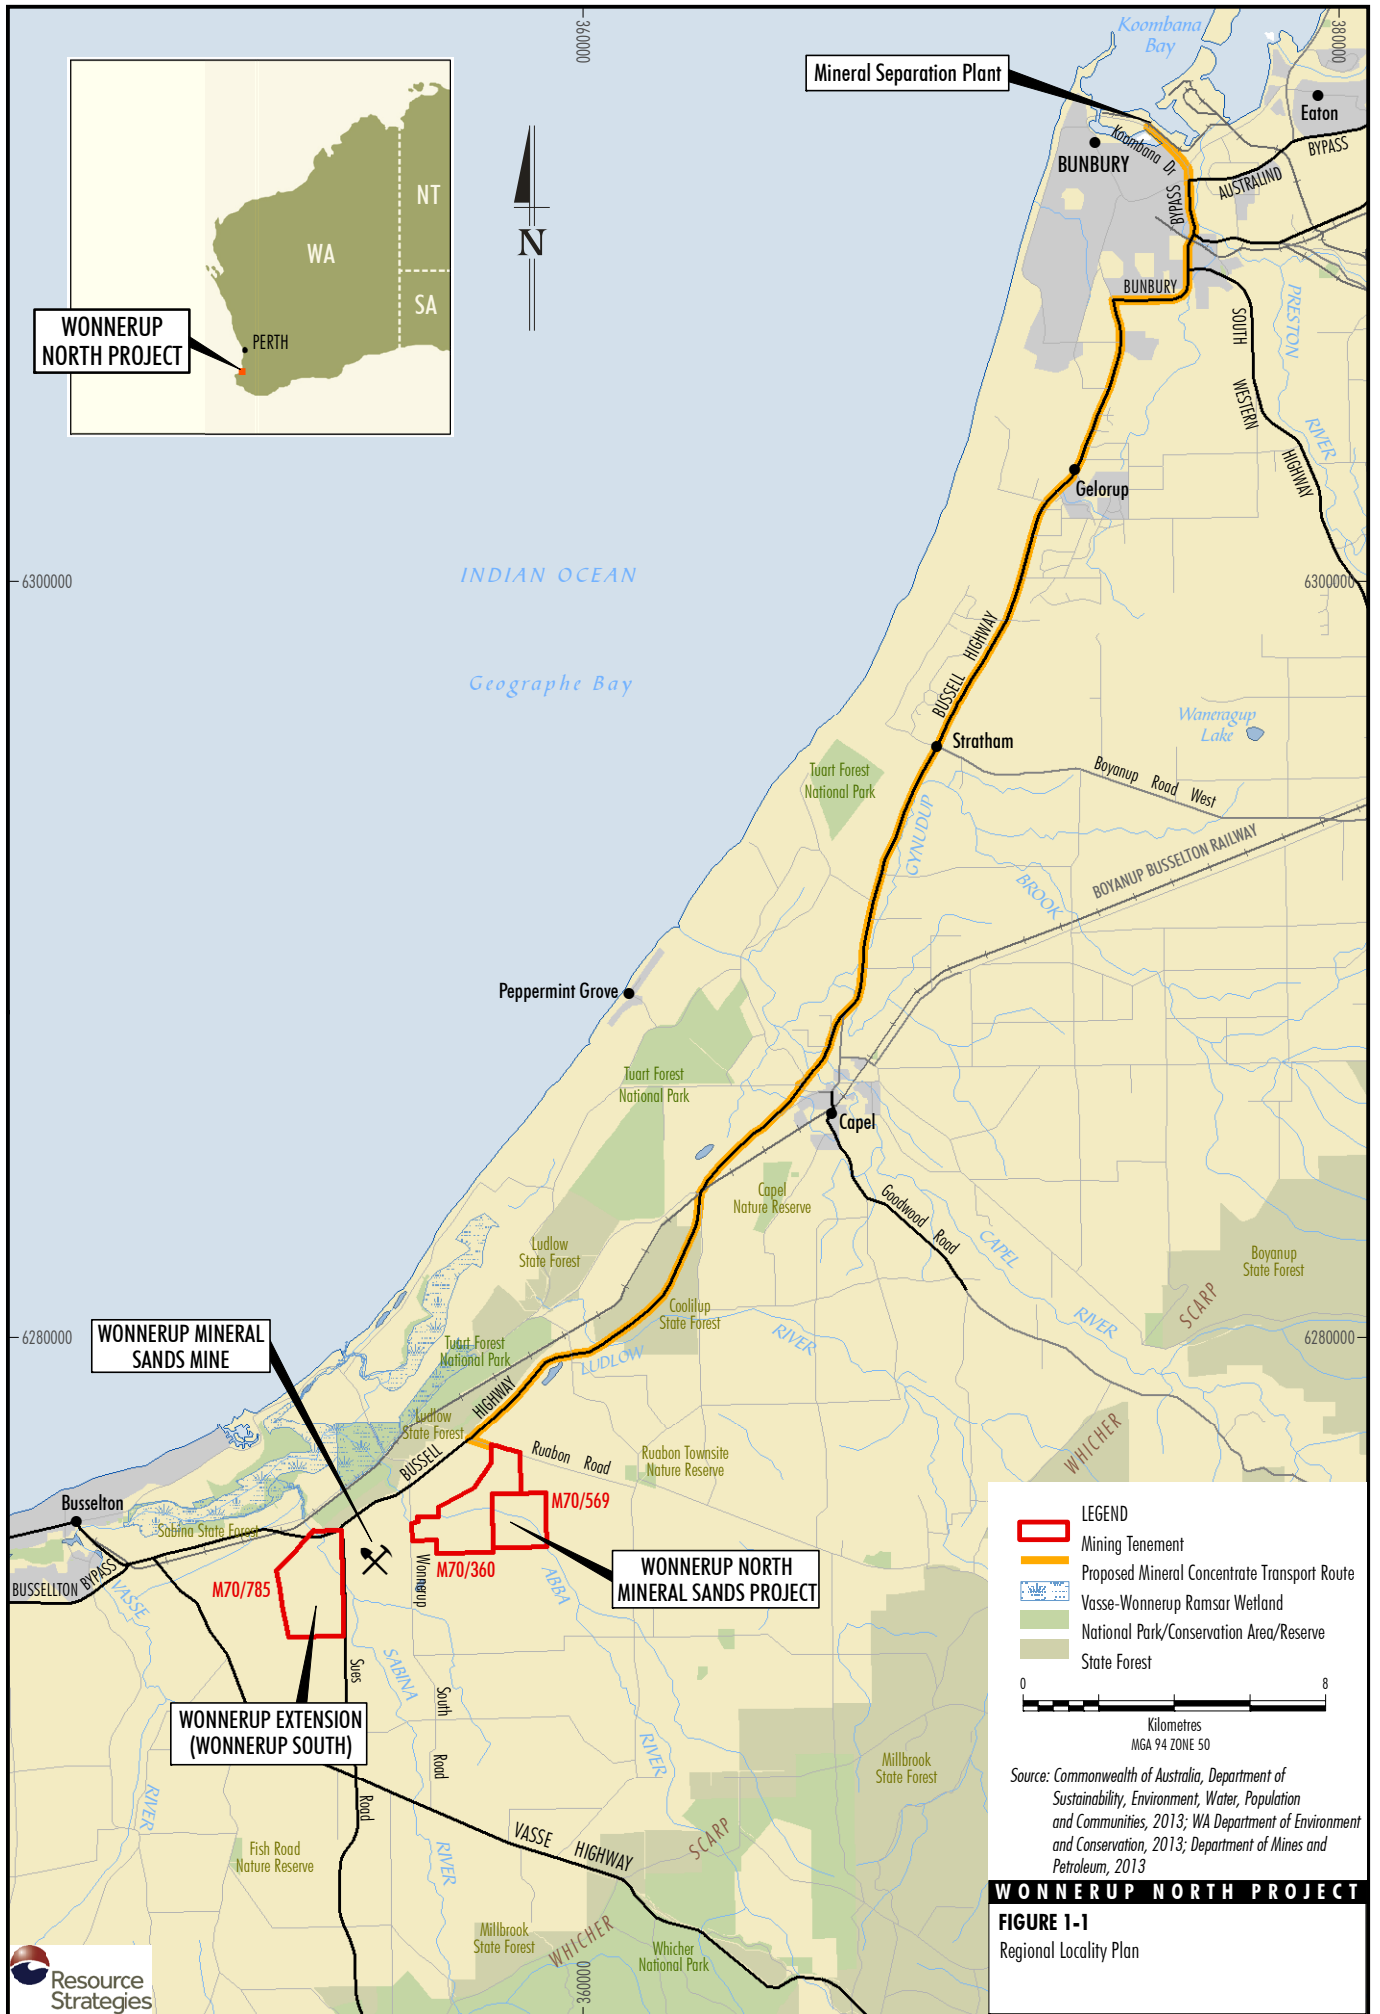 360000
380000
Koombana
Bay
Mineral Separation Plant
Eaton
BUNBURY
Koombana Dr
BYPASS
AUSTRALIND
BYPASS
NT
WA
SA
N
WONNERUP
NORTH PROJECT
PERTH
BUNBURY
PRESTON
RIVER
SOUTH
WESTERN
HIGHWAY
Gelorup
6300000
6300000
INDIAN OCEAN
Geographe Bay
BUSSELL HIGHWAY
Waneragup
Lake
Stratham
Boyanup Road West
Tuart Forest
National Park
GYNUDUP
BROOK
BOYANUP BUSSELTON RAILWAY
Peppermint Grove
Tuart Forest
National Park
Capel
Capel
Nature Reserve
Goodwood Road
CAPEL
RIVER
Ludlow
State Forest
Boyanup
State Forest
SCARP
WHICHER
Coolilup
State Forest
6280000
6280000
WONNERUP MINERAL
SANDS MINE
Tuart Forest
National Park
LUDLOW
RIVER
Ludlow
State Forest
BUSSELL
HIGHWAY
Ruabon Road
Ruabon Townsite
Nature Reserve
Busselton
Sabina State Forest
M70/569
M70/360
M70/785
BUSSELLTON BYPASS
VASSE
RIVER
Wonnerup
South
Road
ABBA
RIVER
WONNERUP NORTH
MINERAL SANDS PROJECT
Sues
Road
SABINA
RIVER
WONNERUP EXTENSION
(WONNERUP SOUTH)
Millbrook
State Forest
Fish Road
Nature Reserve
VASSE HIGHWAY
SCARP
WHICHER
Millbrook
State Forest
Whicher
National Park
360000
LEGEND
Mining Tenement
Proposed Mineral Concentrate Transport Route
Vasse-Wonnerup Ramsar Wetland
National Park/Conservation Area/Reserve
State Forest
0 8
Kilometres
MGA 94 ZONE 50
Source: Commonwealth of Australia, Department of
Sustainability, Environment, Water, Population
and Communities, 2013; WA Department of Environment
and Conservation, 2013; Department of Mines and
Petroleum, 2013
WONNERUP NORTH PROJECT
FIGURE 1-1
Regional Locality Plan
Resource
Strategies